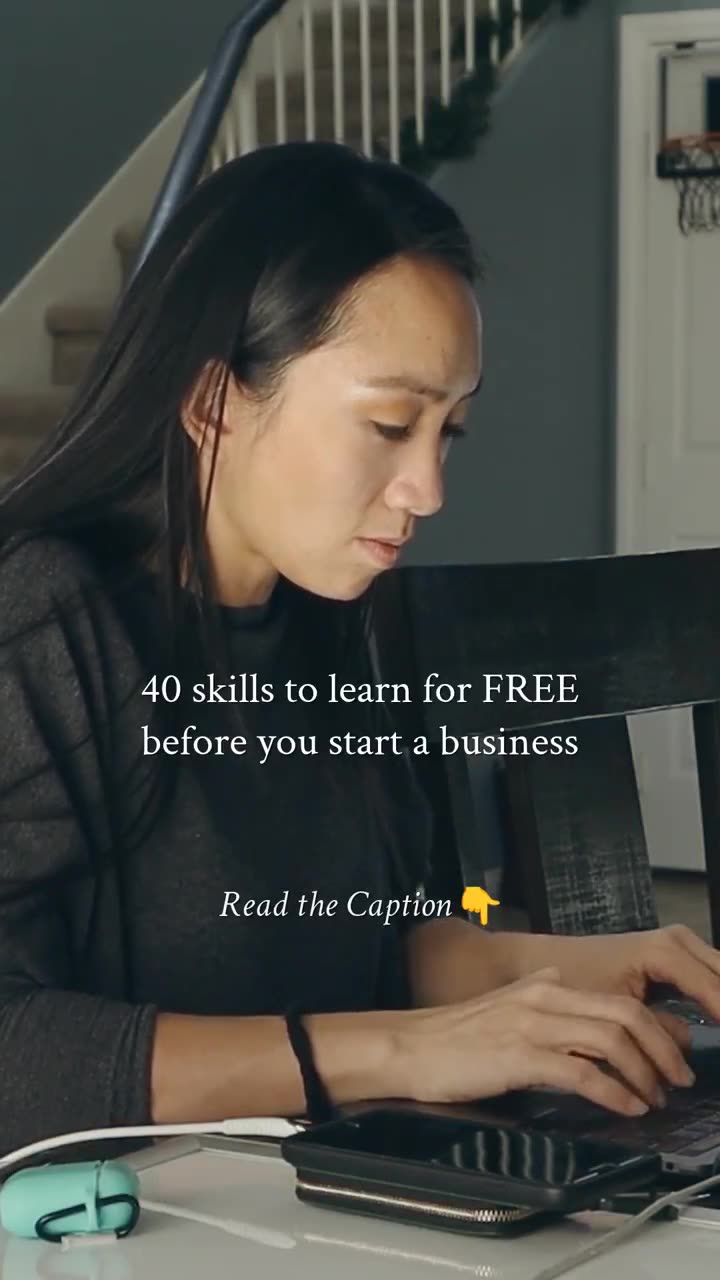 40 skills to learn for FREE
before you start a business
Read the Caption 👇